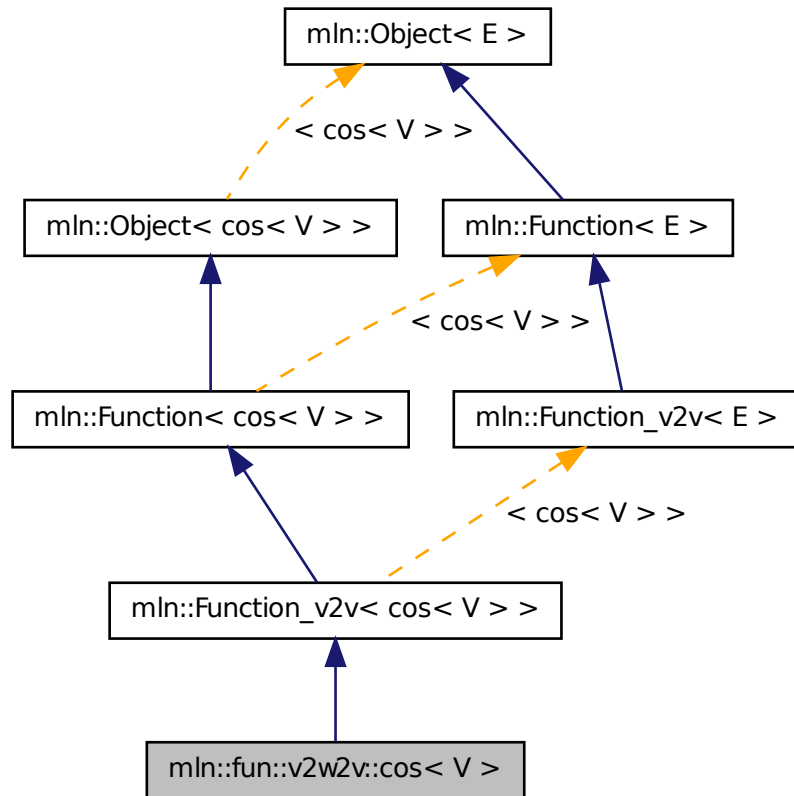 mln::Object< E >
< cos< V > >
mln::Object< cos< V > >
mln::Function< E >
< cos< V > >
mln::Function< cos< V > >
mln::Function_v2v< E >
< cos< V > >
mln::Function_v2v< cos< V > >
mln::fun::v2w2v::cos< V >